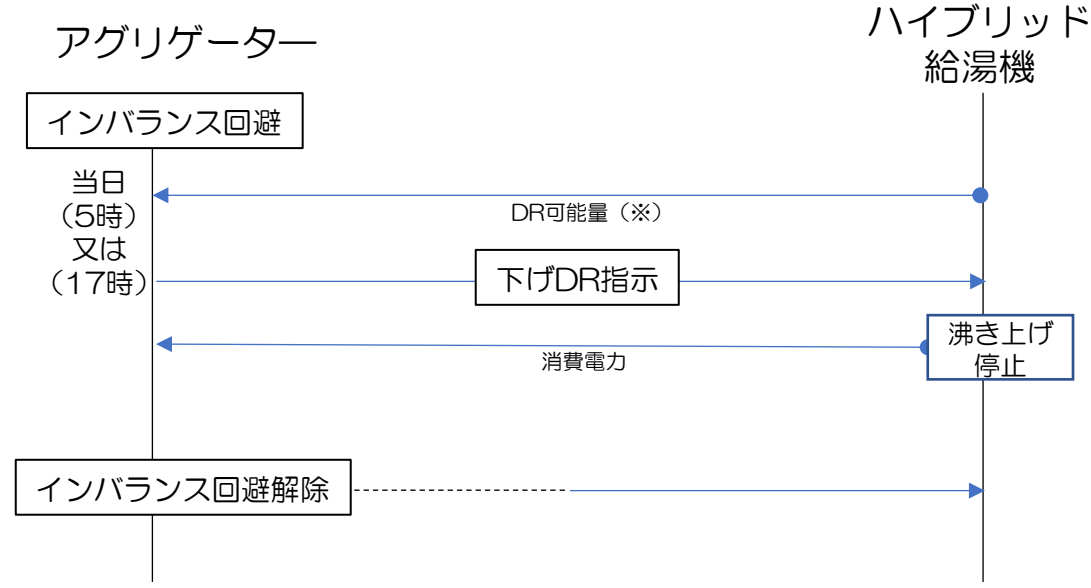 アグリゲーター
ハイブリッド
給湯機
インバランス回避
当日
（5時）
又は
（17時）
DR可能量（※）
下げDR指示
消費電力
沸き上げ
停止
インバランス回避解除